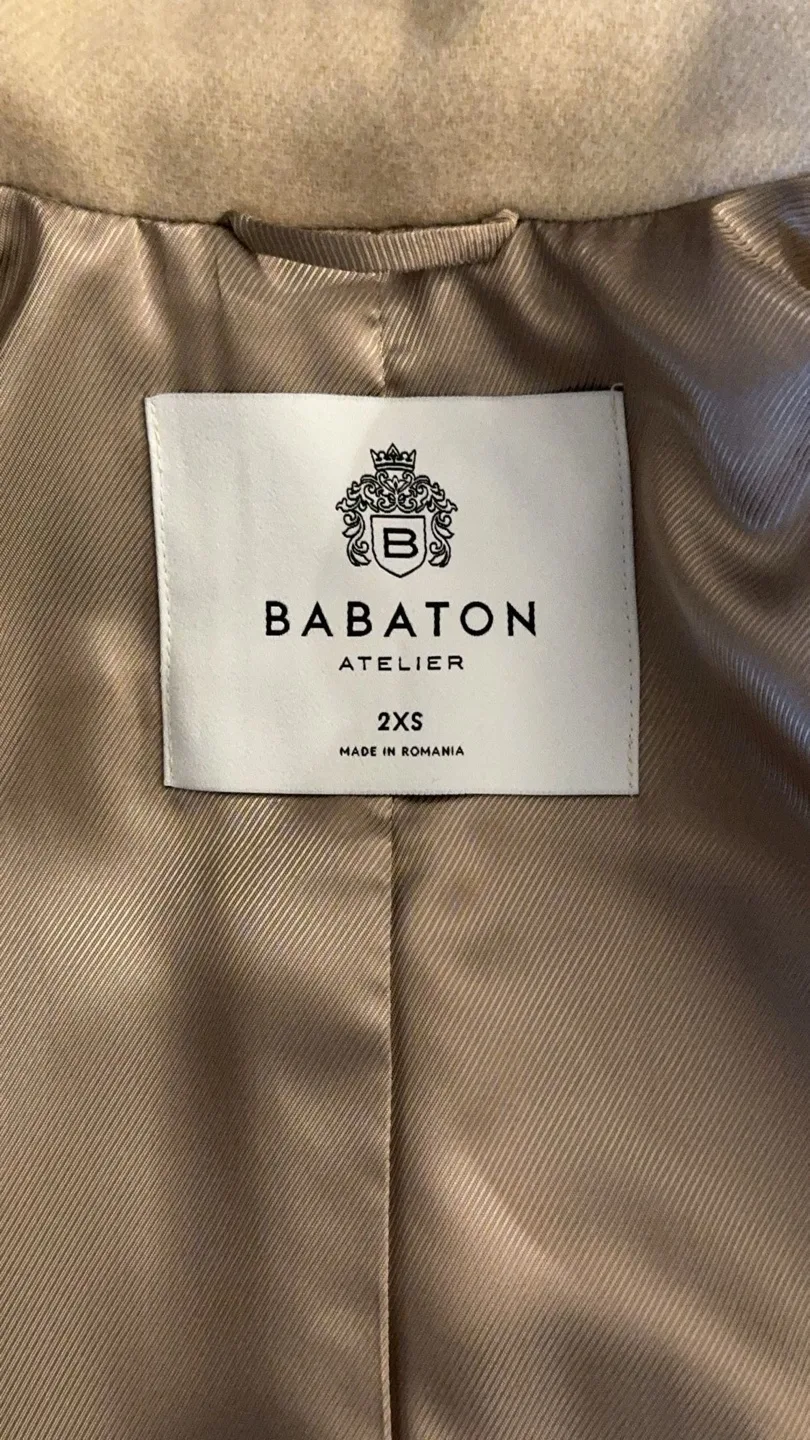 B
BABATON
ATELIER
2XS
MADE IN ROMANIA